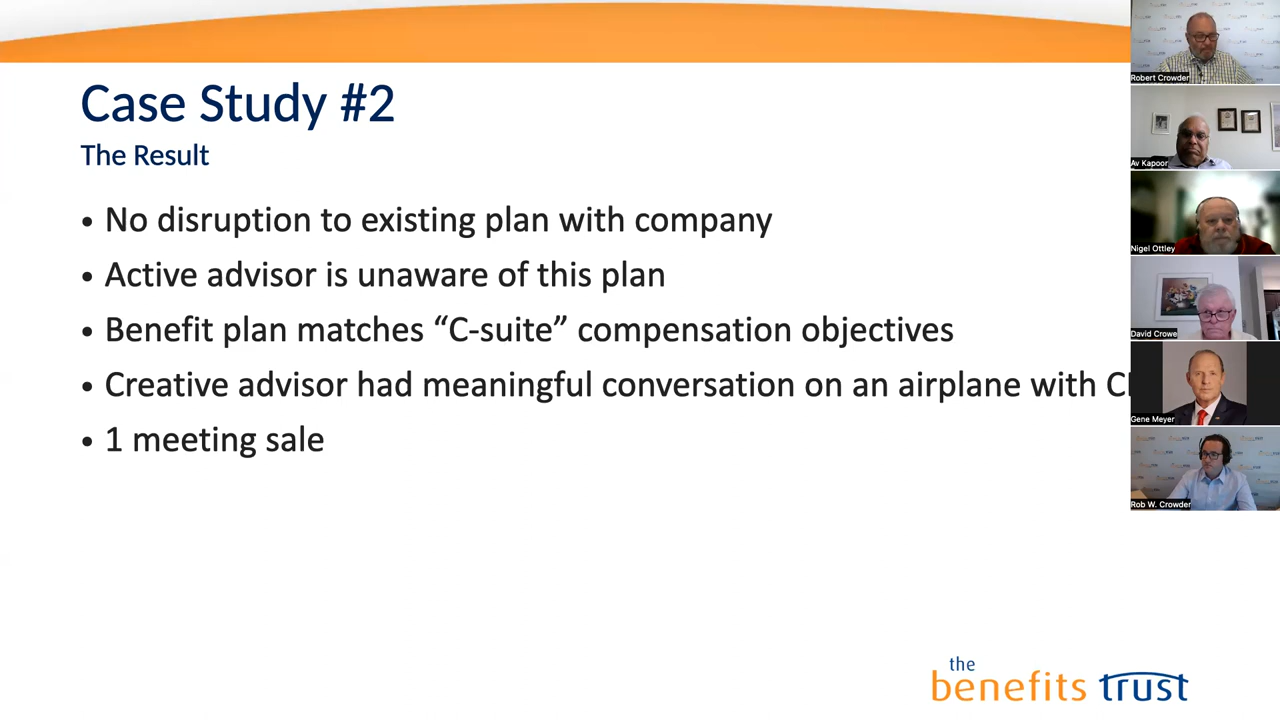 Case Study #2
The Result
• No disruption to existing plan with company
• Active advisor is unaware of this plan
• Benefit plan matches “C-suite” compensation objectives
• Creative advisor had meaningful conversation on an airplane with
• 1 meeting sale
Robert Crowder
Av Kapoor
Nigel Ottley
David Crowe
Gene Meyer
Rob W. Crowder
the
benefits trust